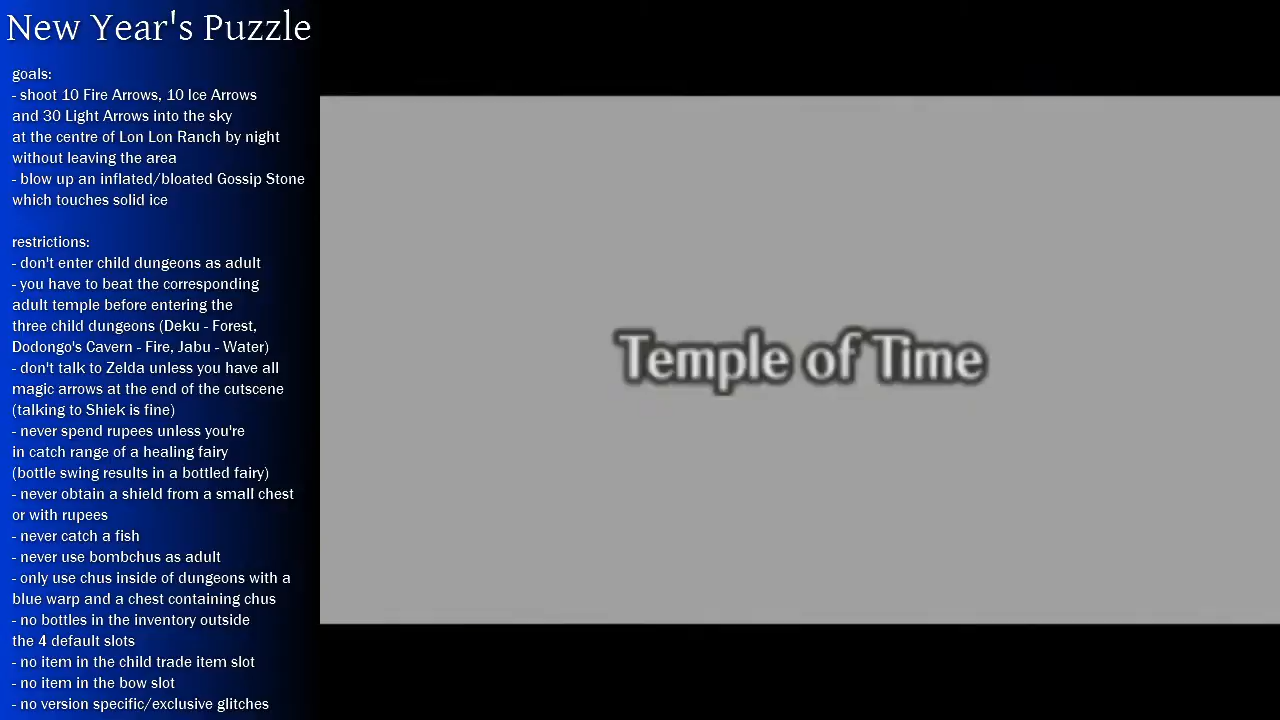 New Year's Puzzle
goals:
- shoot 10 Fire Arrows, 10 Ice Arrows
and 30 Light Arrows into the sky
at the centre of Lon Lon Ranch by night
without leaving the area
- blow up an inflated/bloated Gossip Stone
which touches solid ice
restrictions:
- don't enter child dungeons as adult
- you have to beat the corresponding
adult temple before entering the
three child dungeons (Deku - Forest,
Dodongo's Cavern - Fire, Jabu - Water)
- don't talk to Zelda unless you have all
magic arrows at the end of the cutscene
(talking to Shiek is fine)
- never spend rupees unless you're
in catch range of a healing fairy
(bottle swing results in a bottled fairy)
- never obtain a shield from a small chest
or with rupees
- never catch a fish
- never use bombchus as adult
- only use chus inside of dungeons with a
blue warp and a chest containing chus
- no bottles in the inventory outside
the 4 default slots
- no item in the child trade item slot
- no item in the bow slot
- no version specific/exclusive glitches
Temple of Time